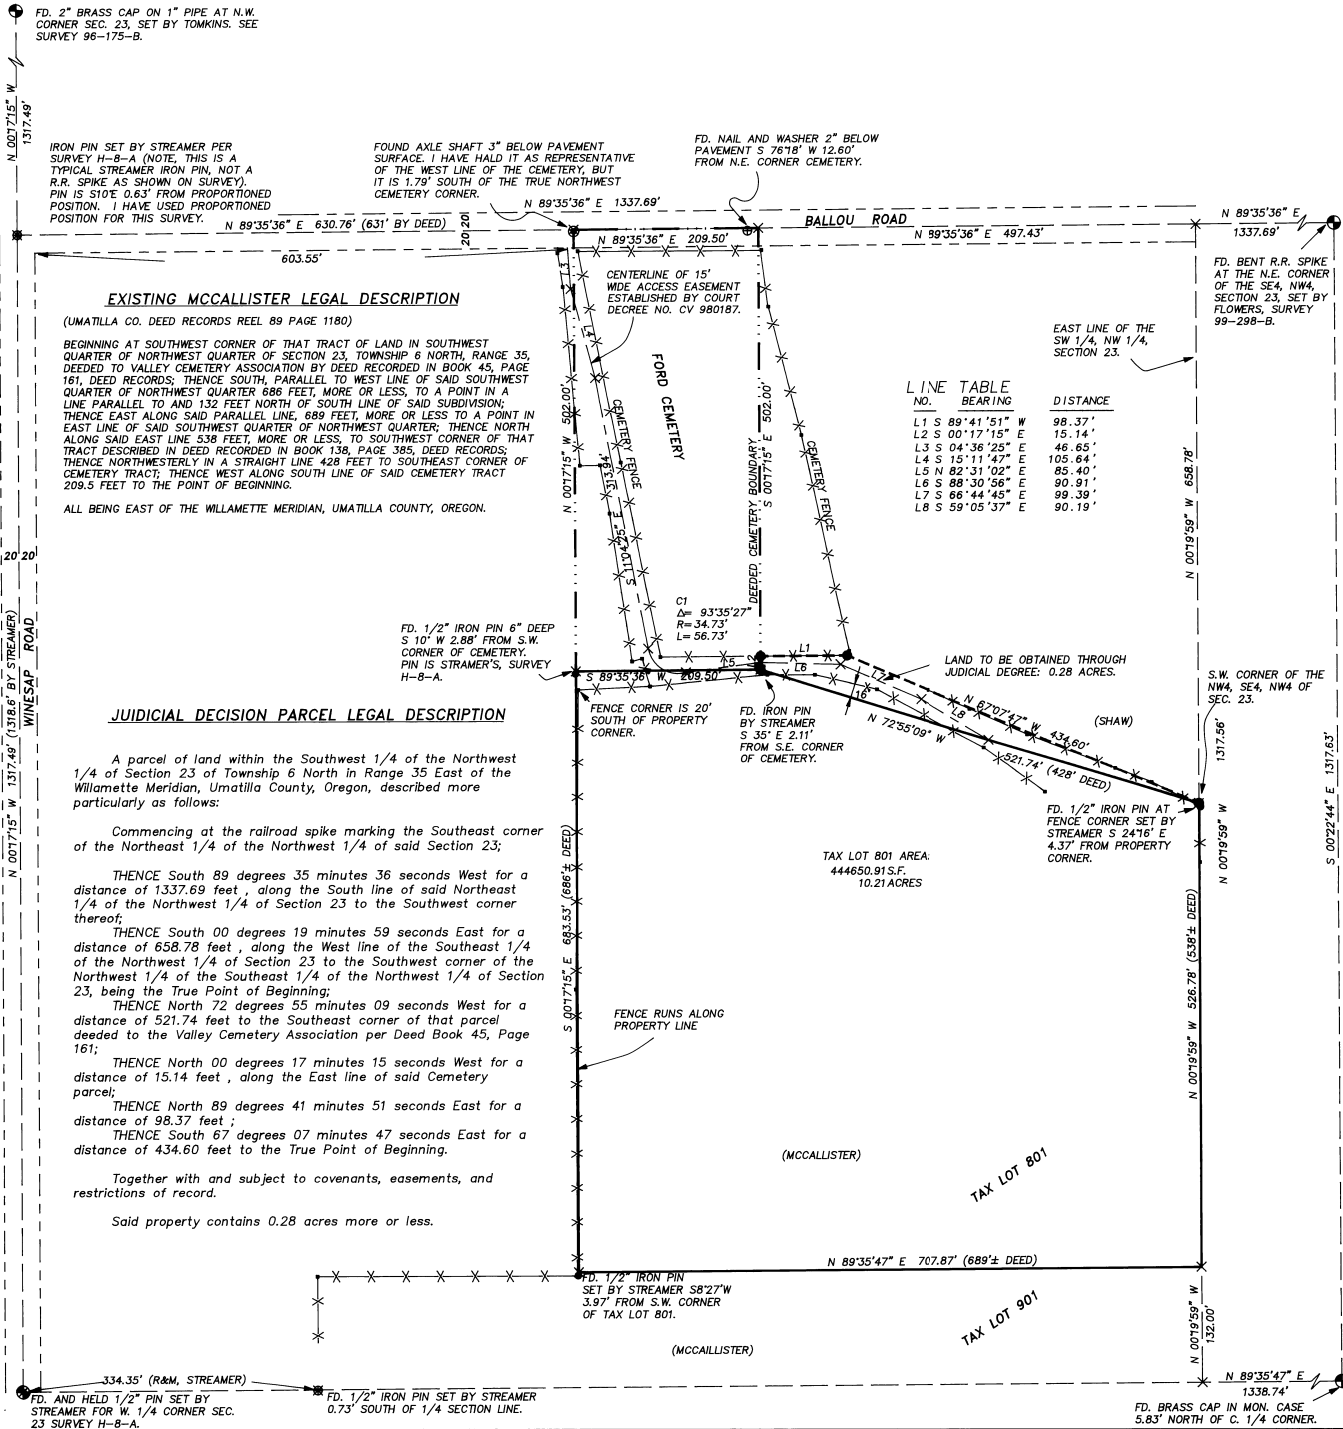 FD. 2" BRASS CAP ON 1" PIPE AT N.W.
CORNER SEC. 23, SET BY TOMKINS. SEE
SURVEY 96-175-B.
N 00°17'15" W
1317.49'
IRON PIN SET BY STREAMER PER
SURVEY H-8-A (NOTE, THIS IS A
TYPICAL STREAMER IRON PIN, NOT A
R.R. SPIKE AS SHOWN ON SURVEY).
PIN IS S10°E 0.63' FROM PROPORTIONED
POSITION. I HAVE USED PROPORTIONED
POSITION FOR THIS SURVEY.
FOUND AXLE SHAFT 3" BELOW PAVEMENT
SURFACE. I HAVE HALD IT AS REPRESENTATIVE
OF THE WEST LINE OF THE CEMETERY, BUT
IT IS 1.79' SOUTH OF THE TRUE NORTHWEST
CEMETERY CORNER.
FD. NAIL AND WASHER 2" BELOW
PAVEMENT S 76°18' W 12.60'
FROM N.E. CORNER CEMETERY.
N 89°35'36" E 1337.69'
N 89°35'36" E 630.76' (631' BY DEED)
20' 20'
BALLOU ROAD
N 89°35'36" E
1337.69'
N 89°35'36" E 209.50'
N 89°35'36" E 497.43'
603.55'
FD. BENT R.R. SPIKE
AT THE N.E. CORNER
OF THE SE4, NW4,
SECTION 23, SET BY
FLOWERS, SURVEY
99-298-B.
CENTERLINE OF 15'
WIDE ACCESS EASEMENT
ESTABLISHED BY COURT
DECREE NO. CV 980187.
L3
L4
EXISTING MCCALLISTER LEGAL DESCRIPTION
(UMATILLA CO. DEED RECORDS REEL 89 PAGE 1180)
BEGINNING AT SOUTHWEST CORNER OF THAT TRACT OF LAND IN SOUTHWEST
QUARTER OF NORTHWEST QUARTER OF SECTION 23, TOWNSHIP 6 NORTH, RANGE 35,
DEEDED TO VALLEY CEMETERY ASSOCIATION BY DEED RECORDED IN BOOK 45, PAGE
161, DEED RECORDS; THENCE SOUTH, PARALLEL TO WEST LINE OF SAID SOUTHWEST
QUARTER OF NORTHWEST QUARTER 686 FEET, MORE OR LESS, TO A POINT IN A
LINE PARALLEL TO AND 132 FEET NORTH OF SOUTH LINE OF SAID SUBDIVISION;
THENCE EAST ALONG SAID PARALLEL LINE, 689 FEET, MORE OR LESS TO A POINT IN
EAST LINE OF SAID SOUTHWEST QUARTER OF NORTHWEST QUARTER; THENCE NORTH
ALONG SAID EAST LINE 538 FEET, MORE OR LESS, TO SOUTHWEST CORNER OF THAT
TRACT DESCRIBED IN DEED RECORDED IN BOOK 138, PAGE 385, DEED RECORDS;
THENCE NORTHWESTERLY IN A STRAIGHT LINE 428 FEET TO SOUTHEAST CORNER OF
CEMETERY TRACT; THENCE WEST ALONG SOUTH LINE OF SAID CEMETERY TRACT
209.5 FEET TO THE POINT OF BEGINNING.
ALL BEING EAST OF THE WILLAMETTE MERIDIAN, UMATILLA COUNTY, OREGON.
EAST LINE OF THE
SW 1/4, NW 1/4,
SECTION 23.
FORD CEMETERY
CEMETERY FENCE
N 00°17'15" W 502.00'
S 11°04'25" E 313.94'
DEEDED CEMETERY BOUNDARY
S 00°17'15" E 502.00'
CEMETERY FENCE
LINE TABLE
NO. BEARING DISTANCE
L1 S 89°41'51" W 98.37'
L2 S 00°17'15" E 15.14'
L3 S 04°36'25" E 46.65'
L4 S 15°11'47" E 105.64'
L5 N 82°31'02" E 85.40'
L6 S 88°30'56" E 90.91'
L7 S 66°44'45" E 99.39'
L8 S 59°05'37" E 90.19'
N 00°19'59" W 658.78'
20' 20'
WINESAP ROAD
N 00°17'15" W 1317.49' (1318.6' BY STREAMER)
C1
Δ= 93°35'27"
R=34.73'
L=56.73'
FD. 1/2" IRON PIN 6" DEEP
S 10° W 2.88' FROM S.W.
CORNER OF CEMETERY.
PIN IS STRAMER'S, SURVEY
H-8-A.
L1
L2
L5
L6
L7
L8
S 89°35'36" W 209.50'
16'
LAND TO BE OBTAINED THROUGH
JUDICIAL DEGREE: 0.28 ACRES.
S.W. CORNER OF THE
NW4, SE4, NW4 OF
SEC. 23.
N 67°07'47" W 434.60'
(SHAW)
N 72°55'09" W
521.74' (428' DEED)
FENCE CORNER IS 20'
SOUTH OF PROPERTY
CORNER.
FD. IRON PIN
BY STREAMER
S 35° E 2.11'
FROM S.E. CORNER
OF CEMETERY.
1317.56'
N 00°19'59" W
S 00°22'44" E 1317.63'
FD. 1/2" IRON PIN AT
FENCE CORNER SET BY
STREAMER S 24°16' E
4.37' FROM PROPERTY
CORNER.
JUIDICIAL DECISION PARCEL LEGAL DESCRIPTION
A parcel of land within the Southwest 1/4 of the Northwest
1/4 of Section 23 of Township 6 North in Range 35 East of the
Willamette Meridian, Umatilla County, Oregon, described more
particularly as follows:
Commencing at the railroad spike marking the Southeast corner
of the Northeast 1/4 of the Northwest 1/4 of said Section 23;
THENCE South 89 degrees 35 minutes 36 seconds West for a
distance of 1337.69 feet , along the South line of said Northeast
1/4 of the Northwest 1/4 of Section 23 to the Southwest corner
thereof;
THENCE South 00 degrees 19 minutes 59 seconds East for a
distance of 658.78 feet , along the West line of the Southeast 1/4
of the Northwest 1/4 of Section 23 to the Southwest corner of the
Northwest 1/4 of the Southeast 1/4 of the Northwest 1/4 of Section
23, being the True Point of Beginning;
THENCE North 72 degrees 55 minutes 09 seconds West for a
distance of 521.74 feet to the Southeast corner of that parcel
deeded to the Valley Cemetery Association per Deed Book 45, Page
161;
THENCE North 00 degrees 17 minutes 15 seconds West for a
distance of 15.14 feet , along the East line of said Cemetery
parcel;
THENCE North 89 degrees 41 minutes 51 seconds East for a
distance of 98.37 feet ;
THENCE South 67 degrees 07 minutes 47 seconds East for a
distance of 434.60 feet to the True Point of Beginning.
Together with and subject to covenants, easements, and
restrictions of record.
Said property contains 0.28 acres more or less.
S 00°17'15" E 683.53' (686'± DEED)
TAX LOT 801 AREA:
444650.91 S.F.
10.21 ACRES
FENCE RUNS ALONG
PROPERTY LINE
N 00°19'59" W 526.78' (538'± DEED)
(MCCALLISTER)
TAX LOT 801
N 89°35'47" E 707.87' (689'± DEED)
FD. 1/2" IRON PIN
SET BY STREAMER S8°27'W
3.97' FROM S.W. CORNER
OF TAX LOT 801.
TAX LOT 901
(MCCAILLISTER)
N 00°19'59" W
132.00'
334.35' (R&M, STREAMER)
FD. AND HELD 1/2" PIN SET BY
STREAMER FOR W. 1/4 CORNER SEC.
23 SURVEY H-8-A.
FD. 1/2" IRON PIN SET BY STREAMER
0.73' SOUTH OF 1/4 SECTION LINE.
N 89°35'47" E
1338.74'
FD. BRASS CAP IN MON. CASE
5.83' NORTH OF C. 1/4 CORNER.